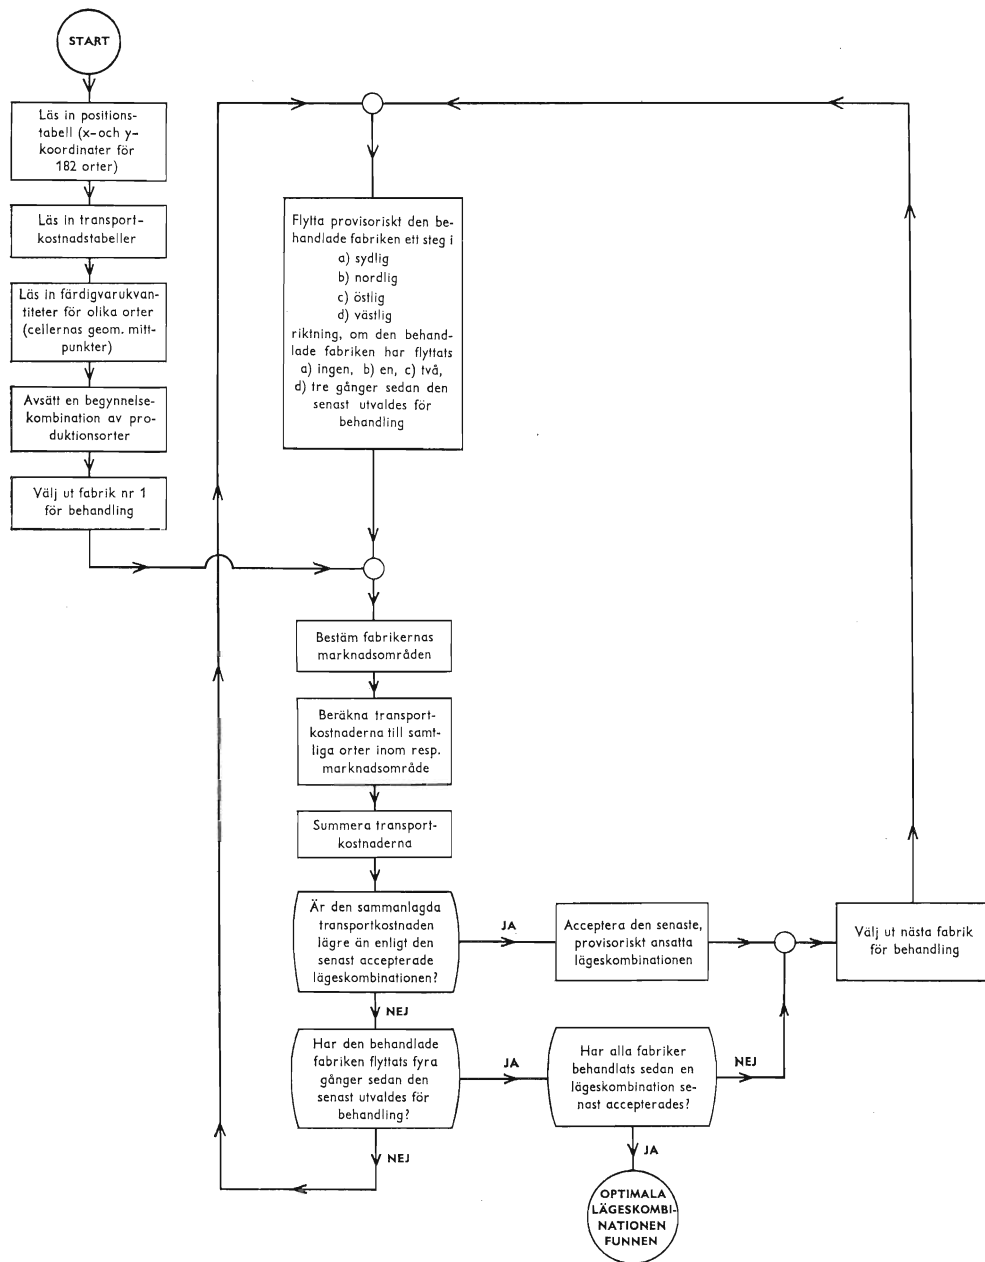 START
Läs in positions-
tabell (x- och y-
koordinater för
182 orter)
Läs in transport-
kostnadstabeller
Läs in färdigvarukvan-
titeter för olika orter
(cellernas geom. mitt-
punkter)
Avsätt en begynnelse-
kombination av pro-
duktionsorter
Välj ut fabrik nr 1
för behandling
Flytta provisoriskt den be-
handlade fabriken ett steg i
a) sydlig
b) nordlig
c) östlig
d) västlig
riktning, om den behand-
lade fabriken har flyttats
a) ingen, b) en, c) två,
d) tre gånger sedan den
senast utvaldes för
behandling
Bestäm fabrikernas
marknadsområden
Beräkna transport-
kostnaderna till samt-
liga orter inom resp.
marknadsområde
Summera transport-
kostnaderna
Är den sammanlagda
transportkostnaden
lägre än enligt den
senast accepterade
lägeskombinationen?
JA
Acceptera den senaste,
provisoriskt ansatta
lägeskombinationen
Välj ut nästa fabrik
för behandling
NEJ
Har den behandlade
fabriken flyttats fyra
gånger sedan den
senast utvaldes för
behandling?
JA
Har alla fabriker
behandlats sedan en
lägeskombination se-
nast accepterades?
NEJ
NEJ
JA
OPTIMALA
LÄGESKOMBI-
NATIONEN
FUNNEN